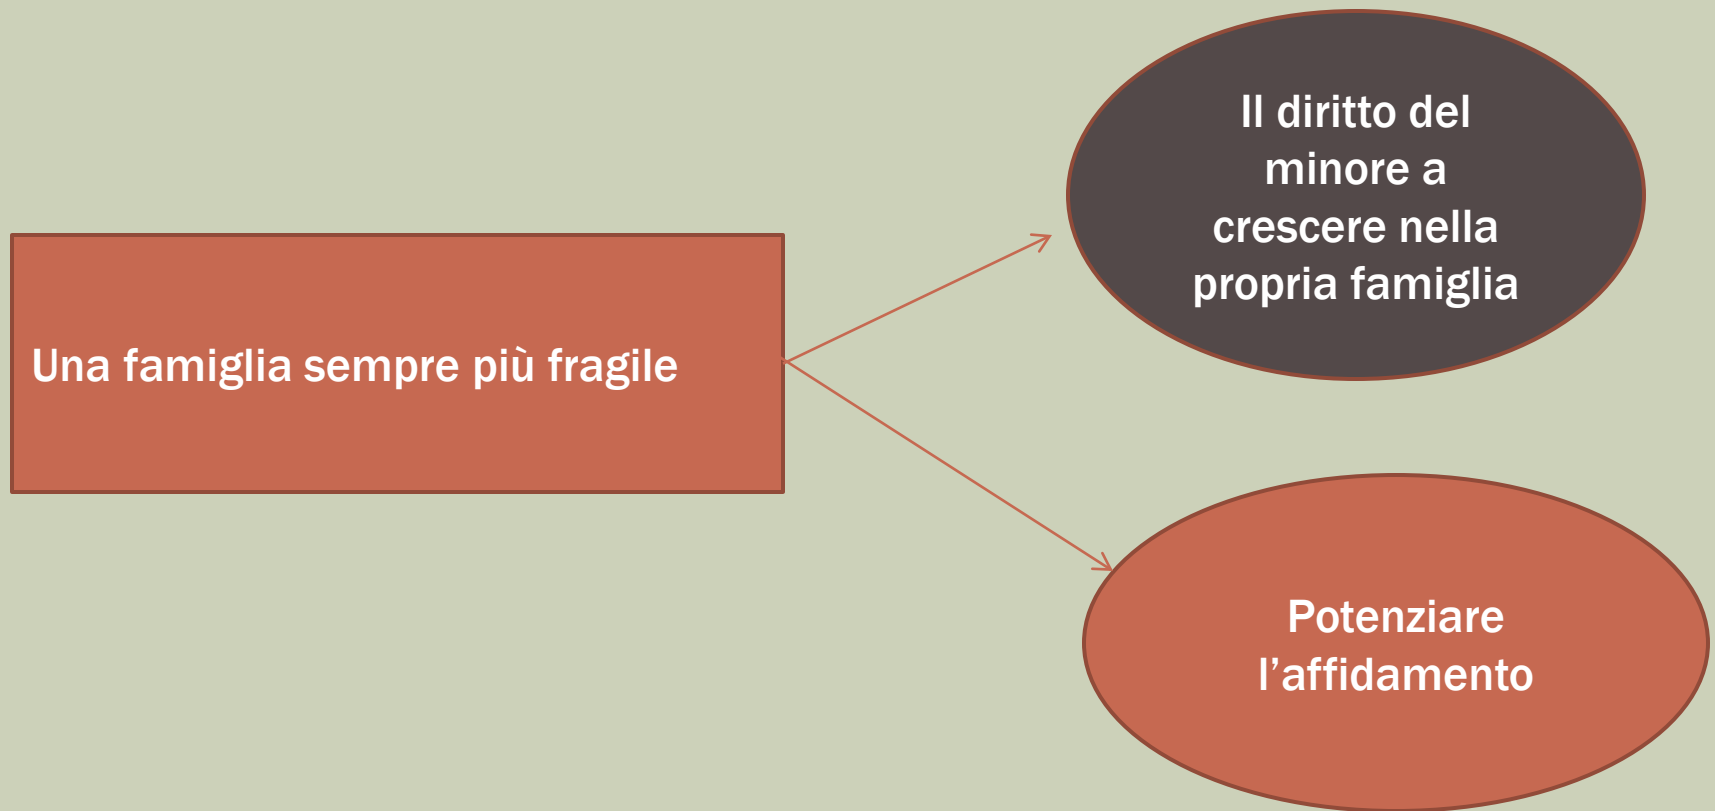 Una famiglia sempre più fragile
Il diritto del
minore a
crescere nella
propria famiglia
Potenziare
l’affidamento